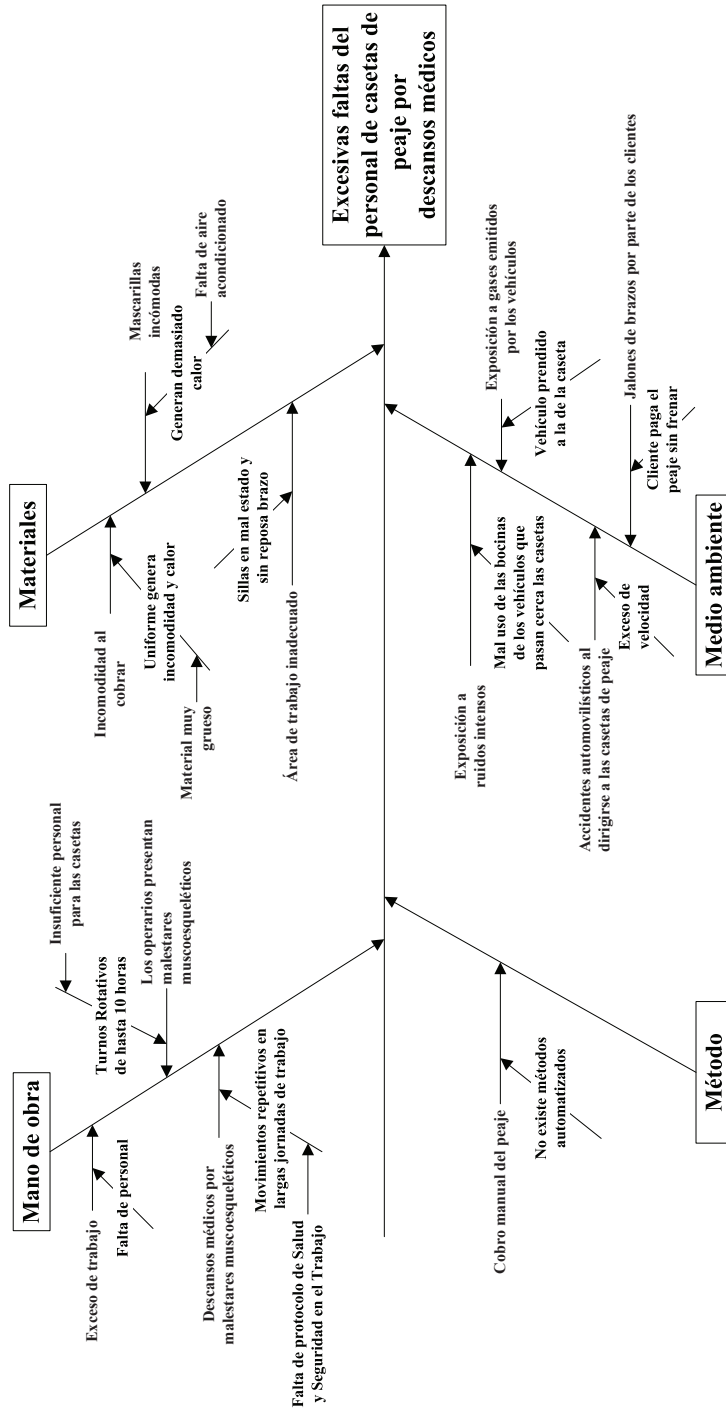 Mano de obra
Exceso de trabajo
Falta de personal
Insuficiente personal
para las casetas
Turnos Rotativos
de hasta 10 horas
Los operarios presentan
malestares
muscoesqueléticos
Descansos médicos por
malestares muscoesqueléticos
Movimientos repetitivos en
largas jornadas de trabajo
Falta de protocolo de Salud
y Seguridad en el Trabajo
Materiales
Incomodidad al
cobrar
Uniforme genera
incomodidad y calor
Material muy
grueso
Mascarillas
incómodas
Generan demasiado
calor
Falta de aire
acondicionado
Sillas en mal estado y
sin reposa brazo
Área de trabajo inadecuado
Excesivas faltas del
personal de casetas de
peaje por
descansos médicos
Método
Cobro manual del peaje
No existe métodos
automatizados
Medio ambiente
Exposición a
ruidos intensos
Mal uso de las bocinas
de los vehículos que
pasan cerca las casetas
Exposición a gases emitidos
por los vehículos
Vehículo prendido
a la de la caseta
Accidentes automovilísticos al
dirigirse a las casetas de peaje
Exceso de
velocidad
Jalones de brazos por parte de los clientes
Cliente paga el
peaje sin frenar